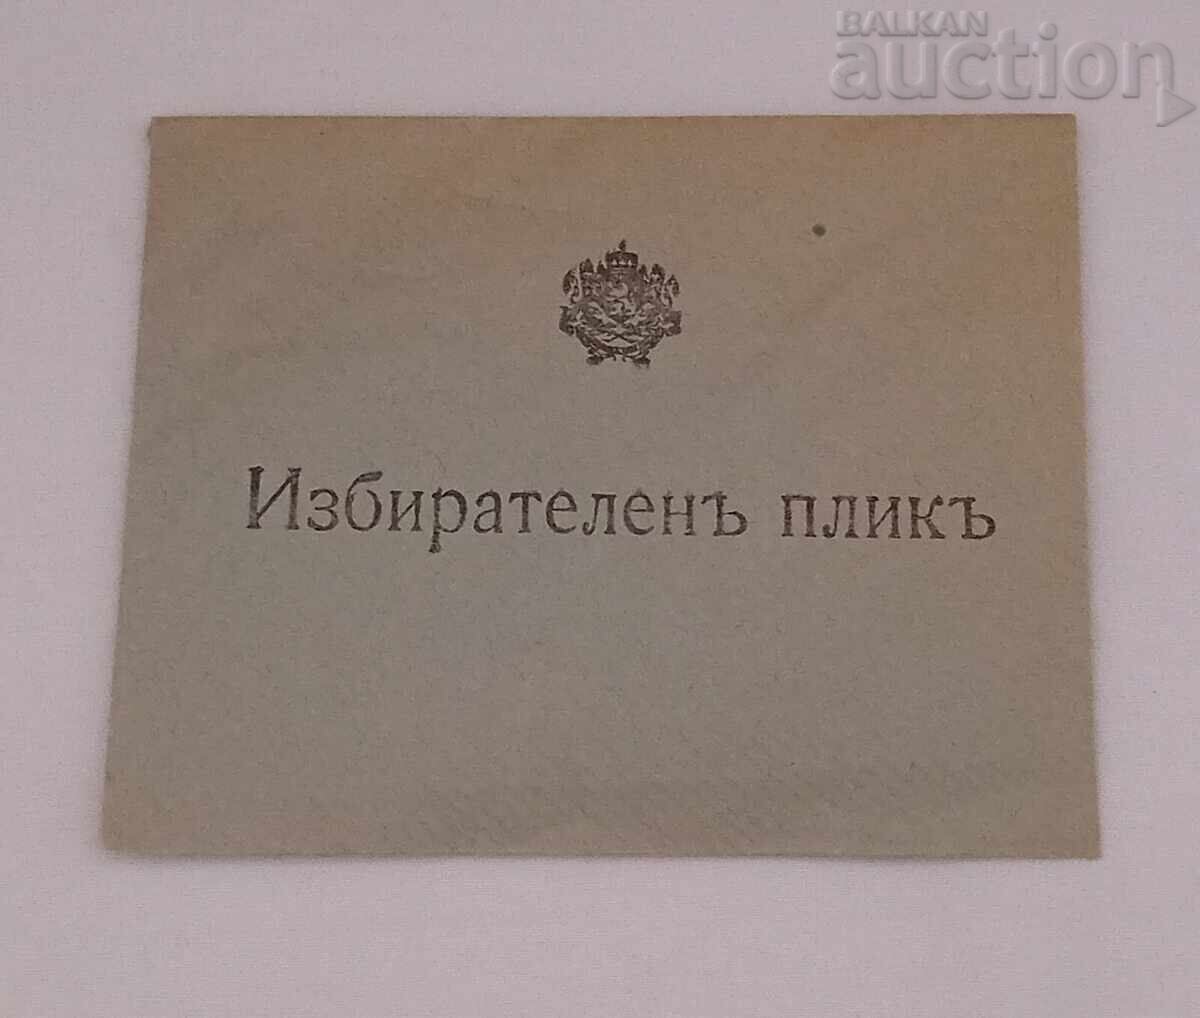 BALKAN
auction
Избирателенъ пликъ